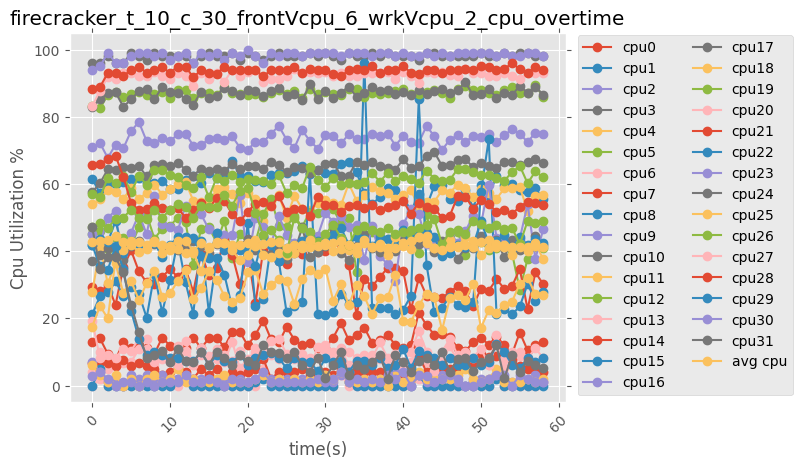 firecracker_t_10_c_30_frontVcpu_6_wrkVcpu_2_cpu_overtime
100
80
60
40
20
0
Cpu Utilization %
0 10 20 30 40 50 60
time(s)
cpu0
cpu1
cpu2
cpu3
cpu4
cpu5
cpu6
cpu7
cpu8
cpu9
cpu10
cpu11
cpu12
cpu13
cpu14
cpu15
cpu16
cpu17
cpu18
cpu19
cpu20
cpu21
cpu22
cpu23
cpu24
cpu25
cpu26
cpu27
cpu28
cpu29
cpu30
cpu31
avg cpu